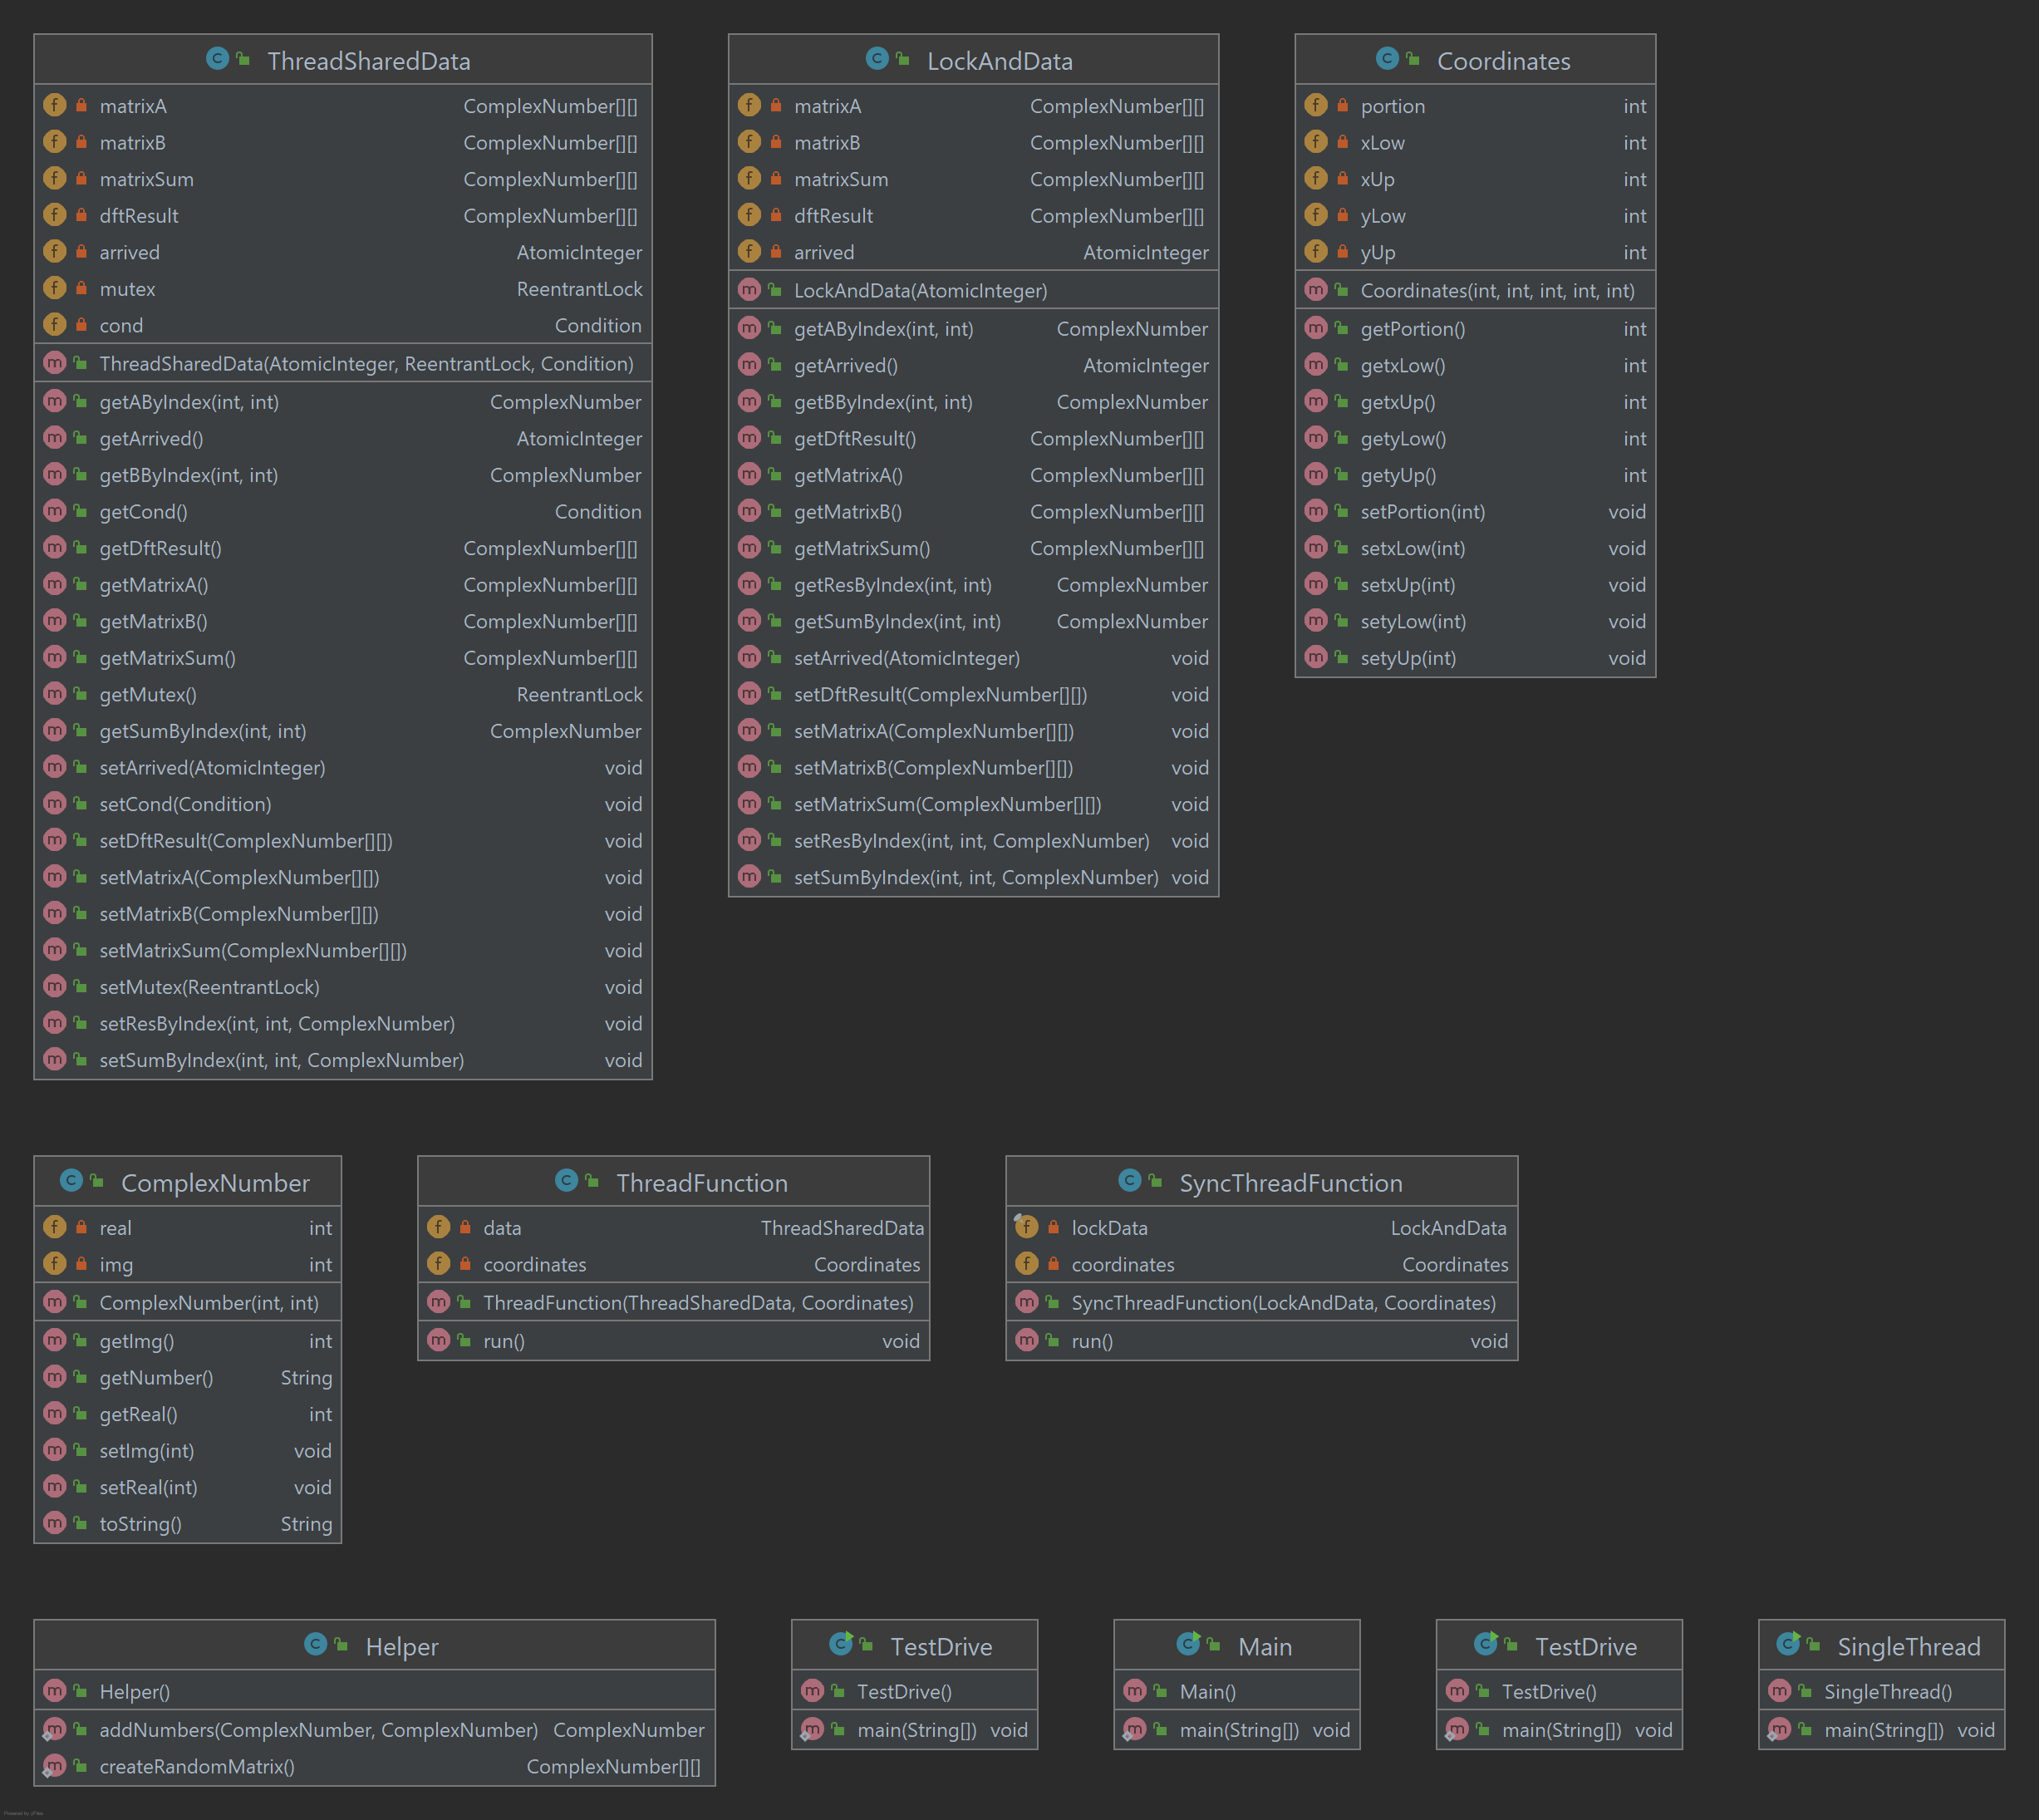 ThreadSharedData
matrixA ComplexNumber[][]
matrixB ComplexNumber[][]
matrixSum ComplexNumber[][]
dftResult ComplexNumber[][]
arrived AtomicInteger
mutex ReentrantLock
cond Condition
ThreadSharedData(AtomicInteger, ReentrantLock, Condition)
getAByIndex(int, int) ComplexNumber
getArrived() AtomicInteger
getBByIndex(int, int) ComplexNumber
getCond() Condition
getDftResult() ComplexNumber[][]
getMatrixA() ComplexNumber[][]
getMatrixB() ComplexNumber[][]
getMatrixSum() ComplexNumber[][]
getMutex() ReentrantLock
getSumByIndex(int, int) ComplexNumber
setArrived(AtomicInteger) void
setCond(Condition) void
setDftResult(ComplexNumber[][]) void
setMatrixA(ComplexNumber[][]) void
setMatrixB(ComplexNumber[][]) void
setMatrixSum(ComplexNumber[][]) void
setMutex(ReentrantLock) void
setResByIndex(int, int, ComplexNumber) void
setSumByIndex(int, int, ComplexNumber) void
LockAndData
matrixA ComplexNumber[][]
matrixB ComplexNumber[][]
matrixSum ComplexNumber[][]
dftResult ComplexNumber[][]
arrived AtomicInteger
LockAndData(AtomicInteger)
getAByIndex(int, int) ComplexNumber
getArrived() AtomicInteger
getBByIndex(int, int) ComplexNumber
getDftResult() ComplexNumber[][]
getMatrixA() ComplexNumber[][]
getMatrixB() ComplexNumber[][]
getMatrixSum() ComplexNumber[][]
getResByIndex(int, int) ComplexNumber
getSumByIndex(int, int) ComplexNumber
setArrived(AtomicInteger) void
setDftResult(ComplexNumber[][]) void
setMatrixA(ComplexNumber[][]) void
setMatrixB(ComplexNumber[][]) void
setMatrixSum(ComplexNumber[][]) void
setResByIndex(int, int, ComplexNumber) void
setSumByIndex(int, int, ComplexNumber) void
Coordinates
portion int
xLow int
xUp int
yLow int
yUp int
Coordinates(int, int, int, int, int)
getPortion() int
getxLow() int
getxUp() int
getyLow() int
getyUp() int
setPortion(int) void
setxLow(int) void
setxUp(int) void
setyLow(int) void
setyUp(int) void
ComplexNumber
real int
img int
ComplexNumber(int, int)
getImg() int
getNumber() String
getReal() int
setImg(int) void
setReal(int) void
toString() String
ThreadFunction
data ThreadSharedData
coordinates Coordinates
ThreadFunction(ThreadSharedData, Coordinates)
run() void
SyncThreadFunction
lockData LockAndData
coordinates Coordinates
SyncThreadFunction(LockAndData, Coordinates)
run() void
Helper
Helper()
addNumbers(ComplexNumber, ComplexNumber) ComplexNumber
createRandomMatrix() ComplexNumber[][]
TestDrive
TestDrive()
main(String[]) void
Main
Main()
main(String[]) void
TestDrive
TestDrive()
main(String[]) void
SingleThread
SingleThread()
main(String[]) void
Powered by yFiles